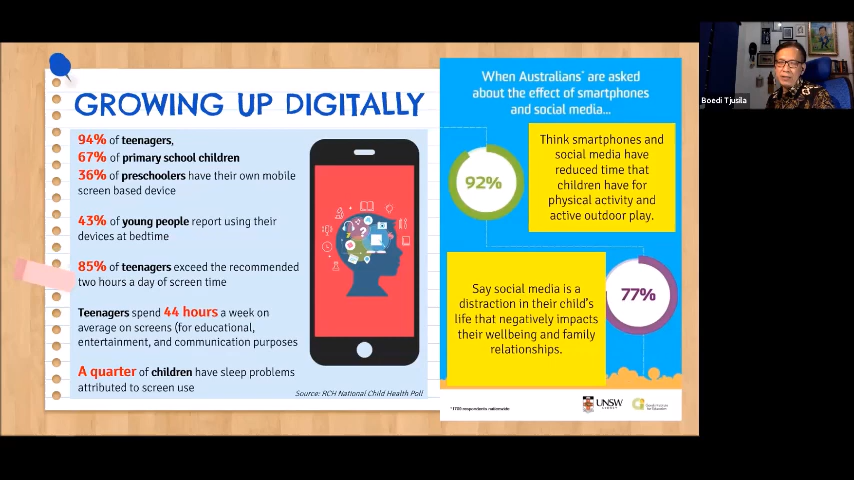 GROWING UP DIGITALLY
94% of teenagers,
67% of primary school children
36% of preschoolers have their own mobile
screen based device
43% of young people report using their
devices at bedtime
85% of teenagers exceed the recommended
two hours a day of screen time
Teenagers spend 44 hours a week on
average on screens (for educational,
entertainment, and communication purposes
A quarter of children have sleep problems
attributed to screen use
Source: RCH National Child Health Poll
When Australians* are asked
about the effect of smartphones
and social media...
92%
Think smartphones and
social media have
reduced time that
children have for
physical activity and
active outdoor play.
Say social media is a
distraction in their child's
life that negatively impacts
their wellbeing and family
relationships.
77%
respondents nationwide
UNSW
SYDNEY
for Education
Boedi Tjusila